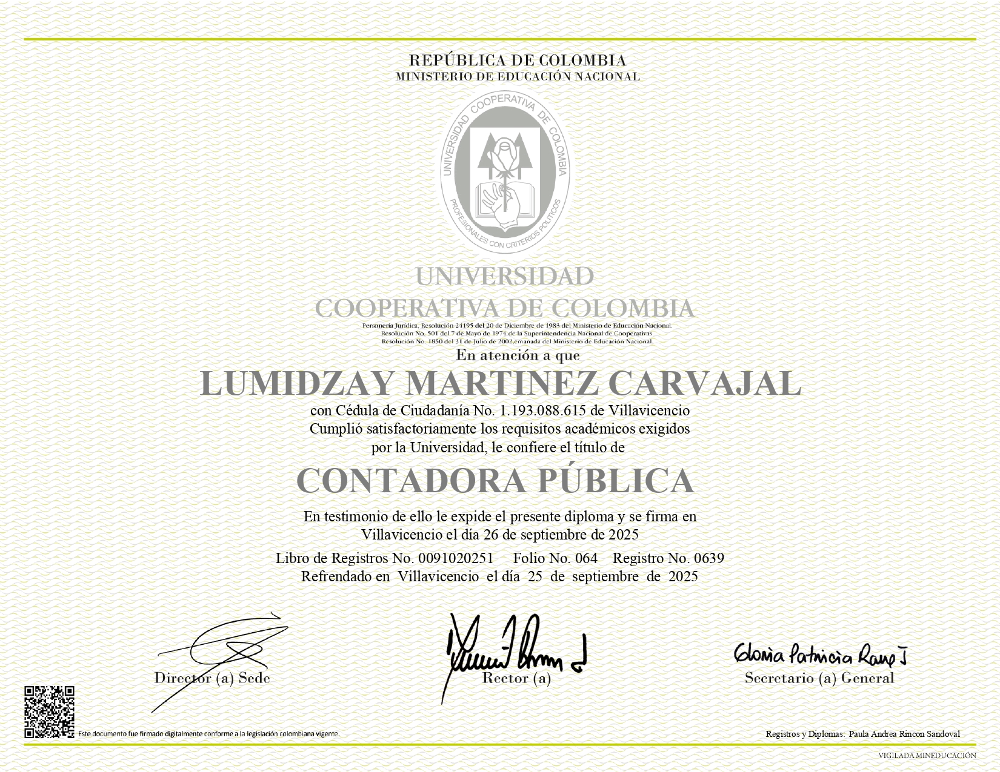 REPÚBLICA DE COLOMBIA
MINISTERIO DE EDUCACIÓN NACIONAL
UNIVERSIDAD COOPERATIVA DE COLOMBIA
PROFESIONALES CON CRITERIOS POLITICOS
UNIVERSIDAD
COOPERATIVA DE COLOMBIA
Personería Jurídica, Resolución 24195 del 20 de Diciembre de 1983 del Ministerio de Educación Nacional.
Resolución No. 501 del 7 de Mayo de 1974 de la Superintendencia Nacional de Cooperativas.
Resolución No. 1850 del 31 de Julio de 2002,emanada del Ministerio de Educación Nacional.
En atención a que
LUMIDZAY MARTINEZ CARVAJAL
con Cédula de Ciudadanía No. 1.193.088.615 de Villavicencio
Cumplió satisfactoriamente los requisitos académicos exigidos
por la Universidad, le confiere el título de
CONTADORA PÚBLICA
En testimonio de ello le expide el presente diploma y se firma en
Villavicencio el día 26 de septiembre de 2025
Libro de Registros No. 0091020251 Folio No. 064 Registro No. 0639
Refrendado en Villavicencio el día 25 de septiembre de 2025
Gloria Patricia
Director (a) Sede Rector (a) Secretario (a) General
Este documento fue firmado digitalmente conforme a la legislación colombiana vigente.
Registros y Diplomas: Paula Andrea Rincon Sandoval
VIGILADA MINEDUCACIÓN